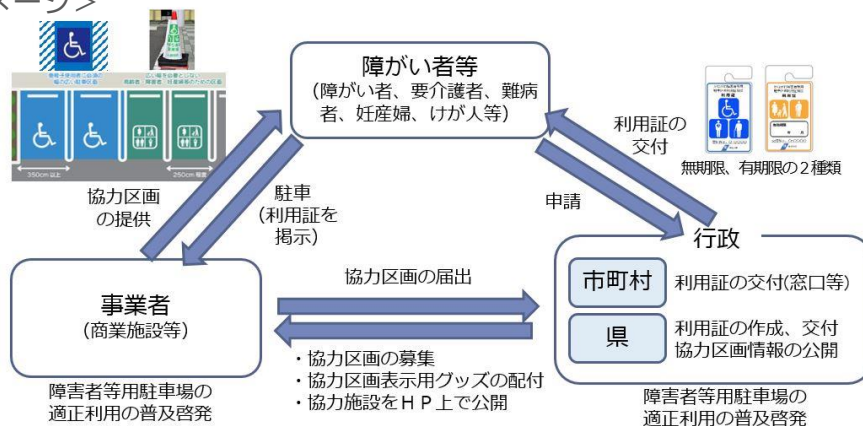 メージ＞
障がい者等
(障がい者、要介護者、難病
者、妊産婦、けが人等)
350cm以上
250cm程度
協力区画
の提供
駐車
(利用証を
掲示)
申請
利用証の
交付
無期限、有期限の２種類
事業者
(商業施設等)
障害者等用駐車場の
適正利用の普及啓発
協力区画の届出
・協力区画の募集
・協力区画表示用グッズの配付
・協力施設をＨＰ上で公開
行政
市町村
利用証の交付(窓口等)
県
利用証の作成、交付
協力区画情報の公開
障害者等用駐車場の
適正利用の普及啓発